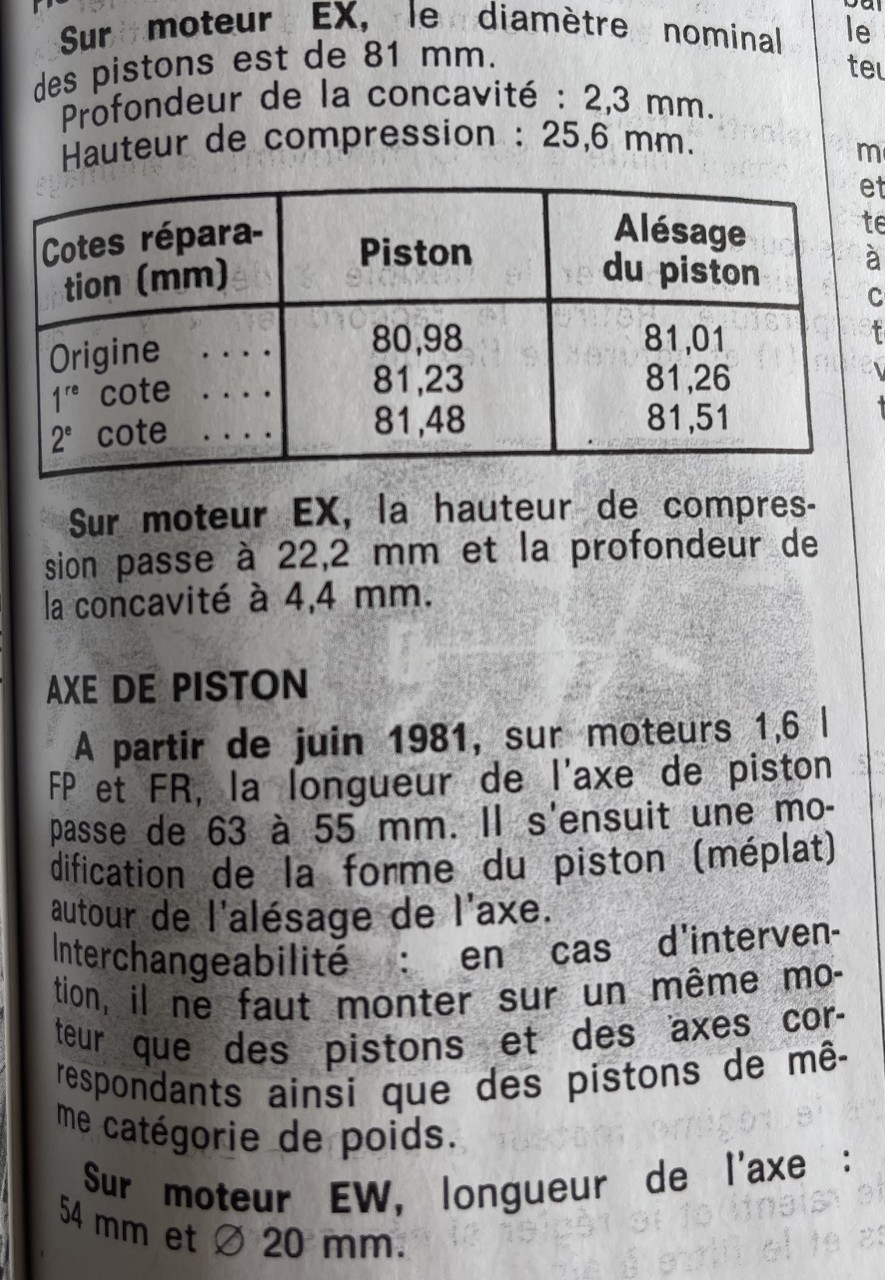 Sur moteur EX, le diamètre nominal
des pistons est de 81 mm.
Profondeur de la concavité : 2,3 mm.
Hauteur de compression : 25,6 mm.
Cotes répara-
tion (mm)
Piston
Alésage
du piston
Origine .... 80,98 81,01
1re cote .... 81,23 81,26
2e cote .... 81,48 81,51
Sur moteur EX, la hauteur de compres-
sion passe à 22,2 mm et la profondeur de
la concavité à 4,4 mm.
AXE DE PISTON
A partir de juin 1981, sur moteurs 1,6 l
FP et FR, la longueur de l'axe de piston
passe de 63 à 55 mm. Il s'ensuit une mo-
dification de la forme du piston (méplat)
autour de l'alésage de l'axe.
Interchangeabilité : en cas d'interven-
tion, il ne faut monter sur un même mo-
teur que des pistons et des axes cor-
respondants ainsi que des pistons de mê-
me catégorie de poids.
Sur moteur EW, longueur de l'axe :
54 mm et Ø 20 mm.
le
et
à